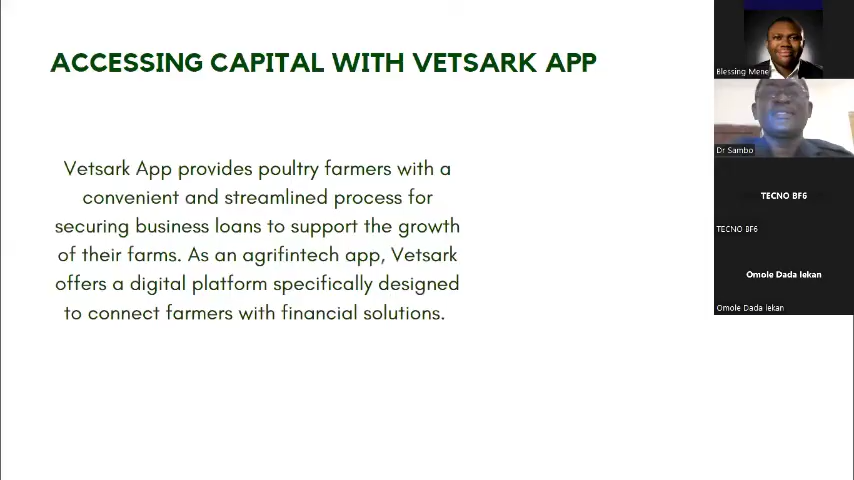 ACCESSING CAPITAL WITH VETSARK APP
Vetsark App provides poultry farmers with a
convenient and streamlined process for
securing business loans to support the growth
of their farms. As an agrifintech app, Vetsark
offers a digital platform specifically designed
to connect farmers with financial solutions.
Blessing Mene
Dr Sambo
TECNO BF6
TECNO BF6
Omole Dada lekan
Omole Dada lekan